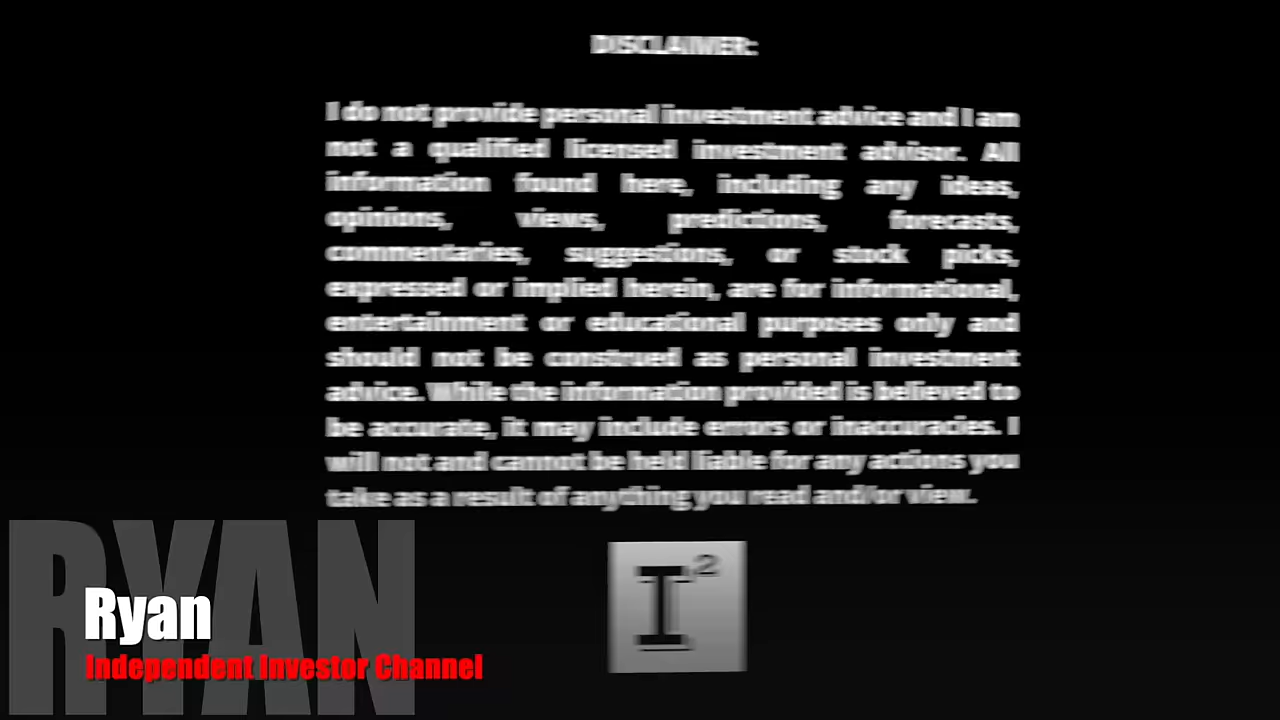 DISCLAIMER:
I do not provide personal investment advice and I am
not a qualified licensed investment advisor. All
information found here, including any ideas,
opinions, views, predictions, forecasts,
commentaries, suggestions, or stock picks,
expressed or implied herein, are for informational,
entertainment or educational purposes only and
should not be construed as personal investment
advice. While the information provided is believed to
be accurate, it may include errors or inaccuracies. I
will not and cannot be held liable for any actions you
take as a result of anything you read and/or view.
I²
RYAN
Ryan
Independent Investor Channel